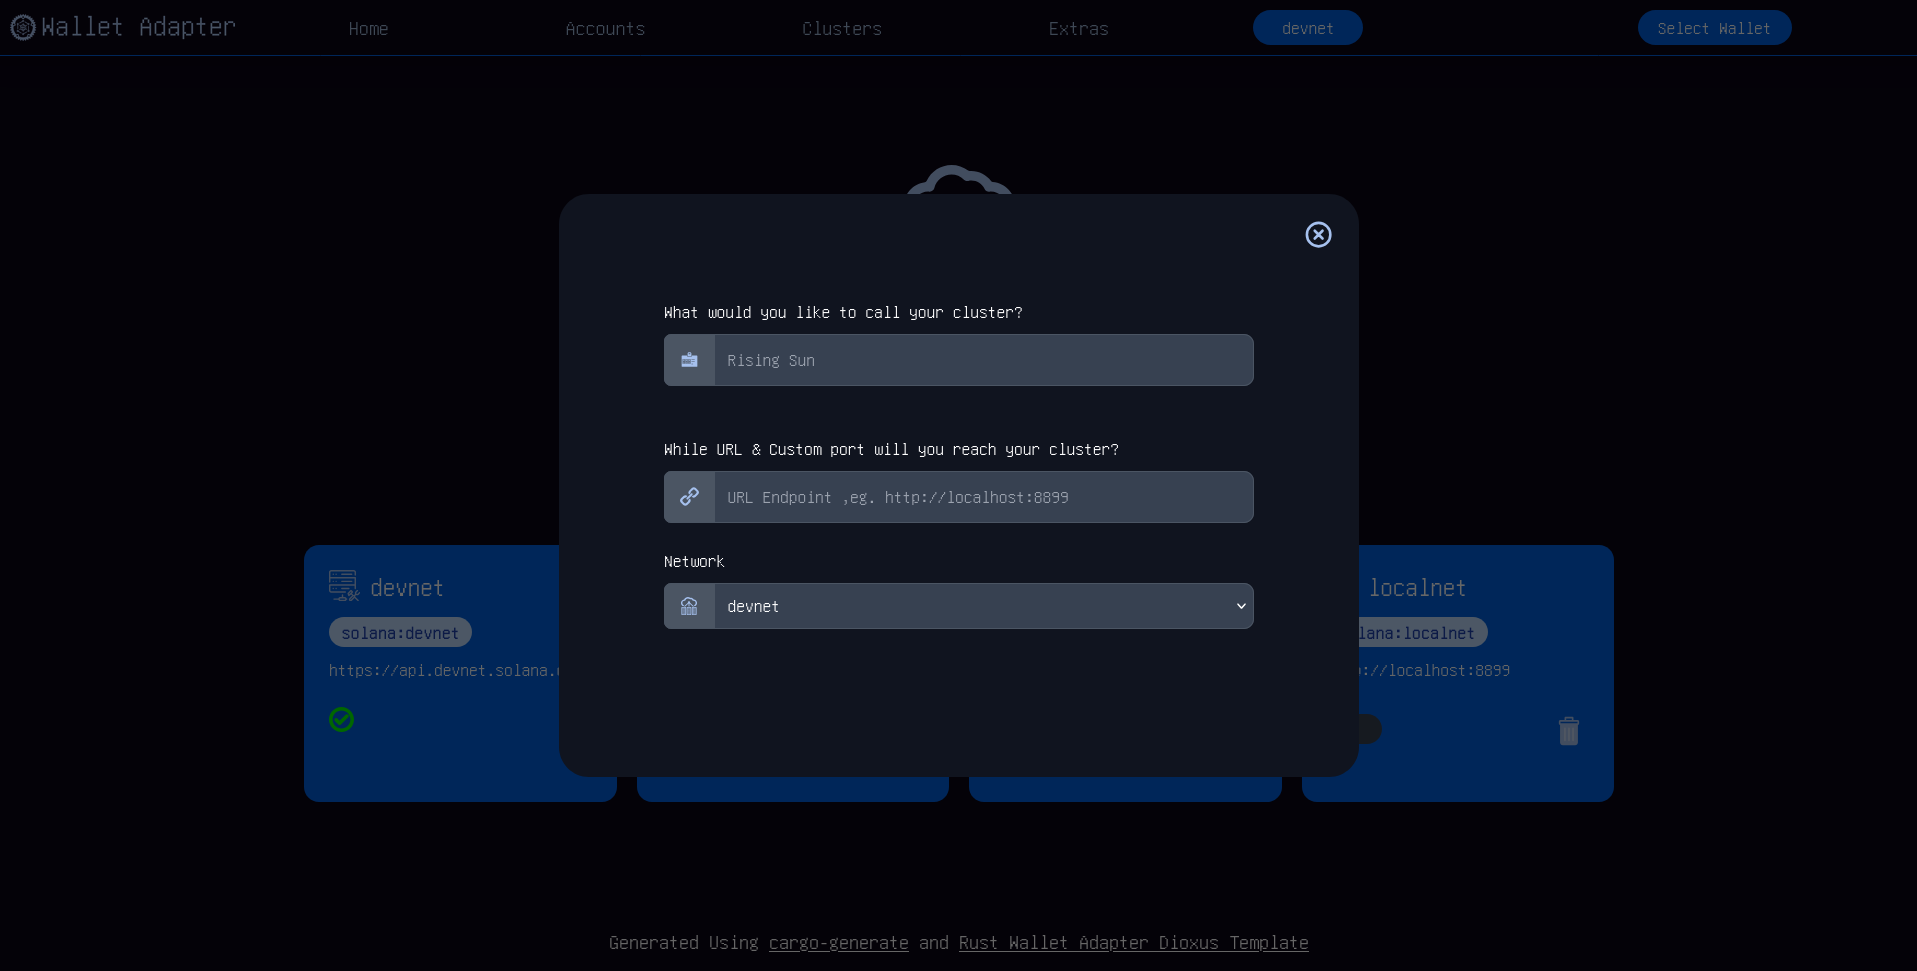 Wallet Adapter Home Accounts Clusters Extras devnet Select Wallet
What would you like to call your cluster?
Rising Sun
While URL & Custom port will you reach your cluster?
URL Endpoint ,eg. http://localhost:8899
Network
devnet
devnet
solana:devnet
https://api.devnet.solana.
localnet
lana:localnet
://localhost:8899
Generated Using cargo-generate and Rust Wallet Adapter Dioxus Template